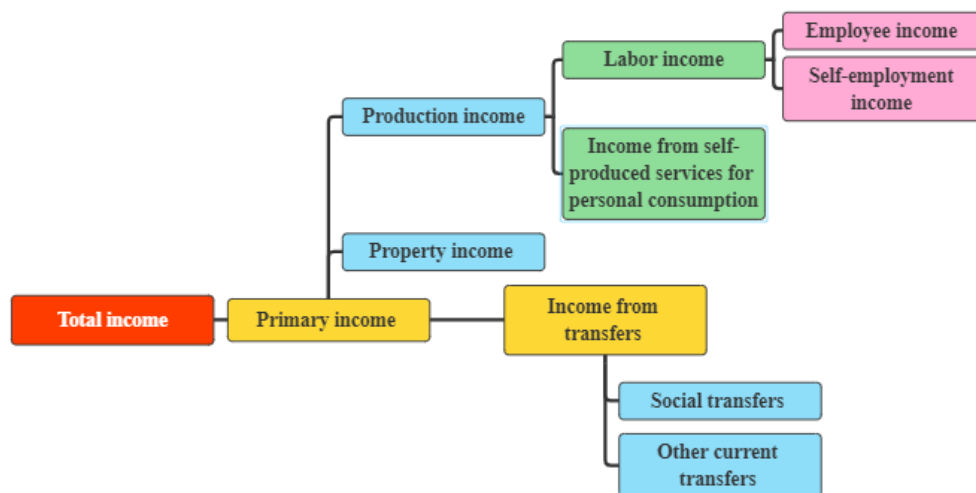 Employee income
Self-employment
income
Labor income
Production income
Income from self-
produced services for
personal consumption
Property income
Total income
Primary income
Income from
transfers
Social transfers
Other current
transfers